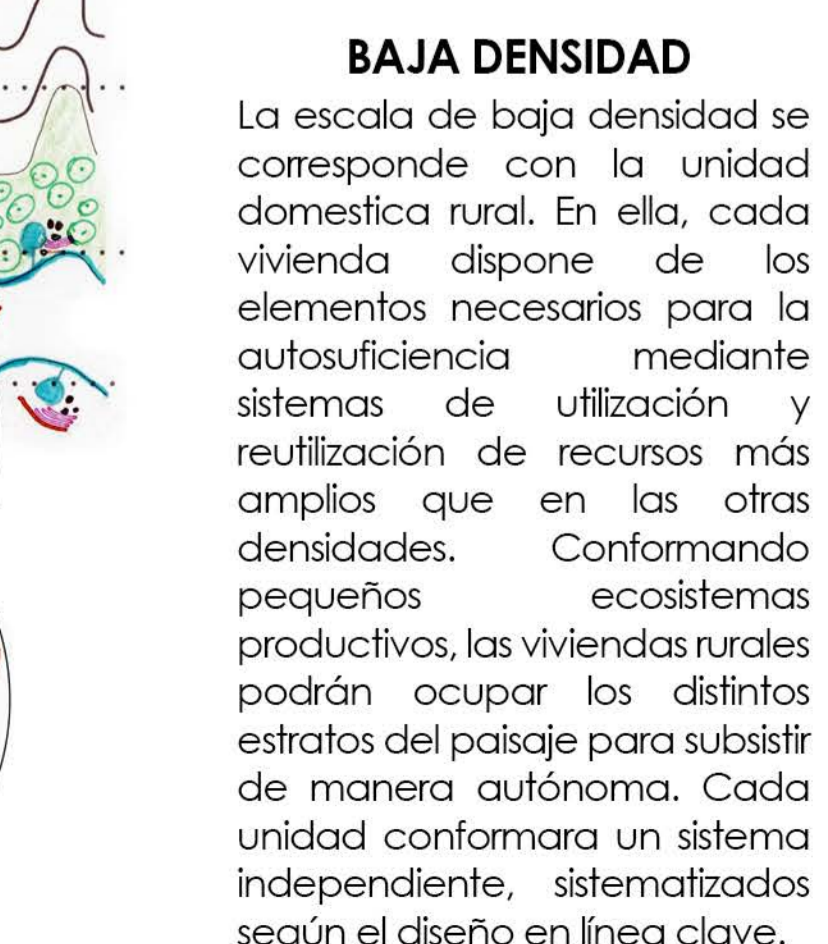 BAJA DENSIDAD
La escala de baja densidad se
corresponde con la unidad
domestica rural. En ella, cada
vivienda dispone de los
elementos necesarios para la
autosuficiencia mediante
sistemas de utilización y
reutilización de recursos más
amplios que en las otras
densidades. Conformando
pequeños ecosistemas
productivos, las viviendas rurales
podrán ocupar los distintos
estratos del paisaje para subsistir
de manera autónoma. Cada
unidad conformara un sistema
independiente, sistematizados
según el diseño en línea clave.